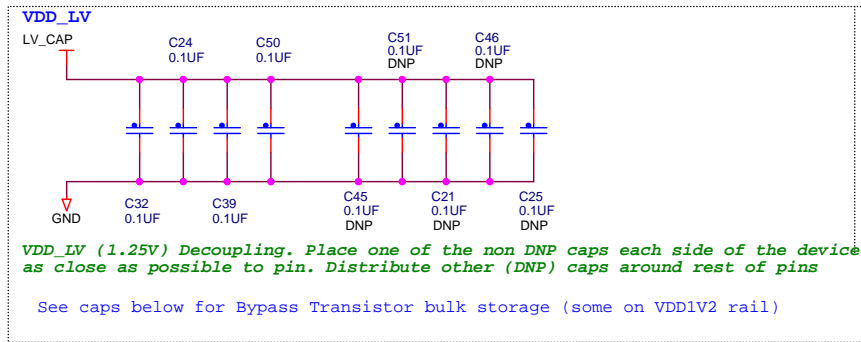 VDD_LV
LV_CAP
C24
0.1UF
C50
0.1UF
C51
0.1UF
DNP
C46
0.1UF
DNP
GND
C32
0.1UF
C39
0.1UF
C45
0.1UF
DNP
C21
0.1UF
DNP
C25
0.1UF
DNP
VDD_LV (1.25V) Decoupling. Place one of the non DNP caps each side of the device
as close as possible to pin. Distribute other (DNP) caps around rest of pins
See caps below for Bypass Transistor bulk storage (some on VDD1V2 rail)